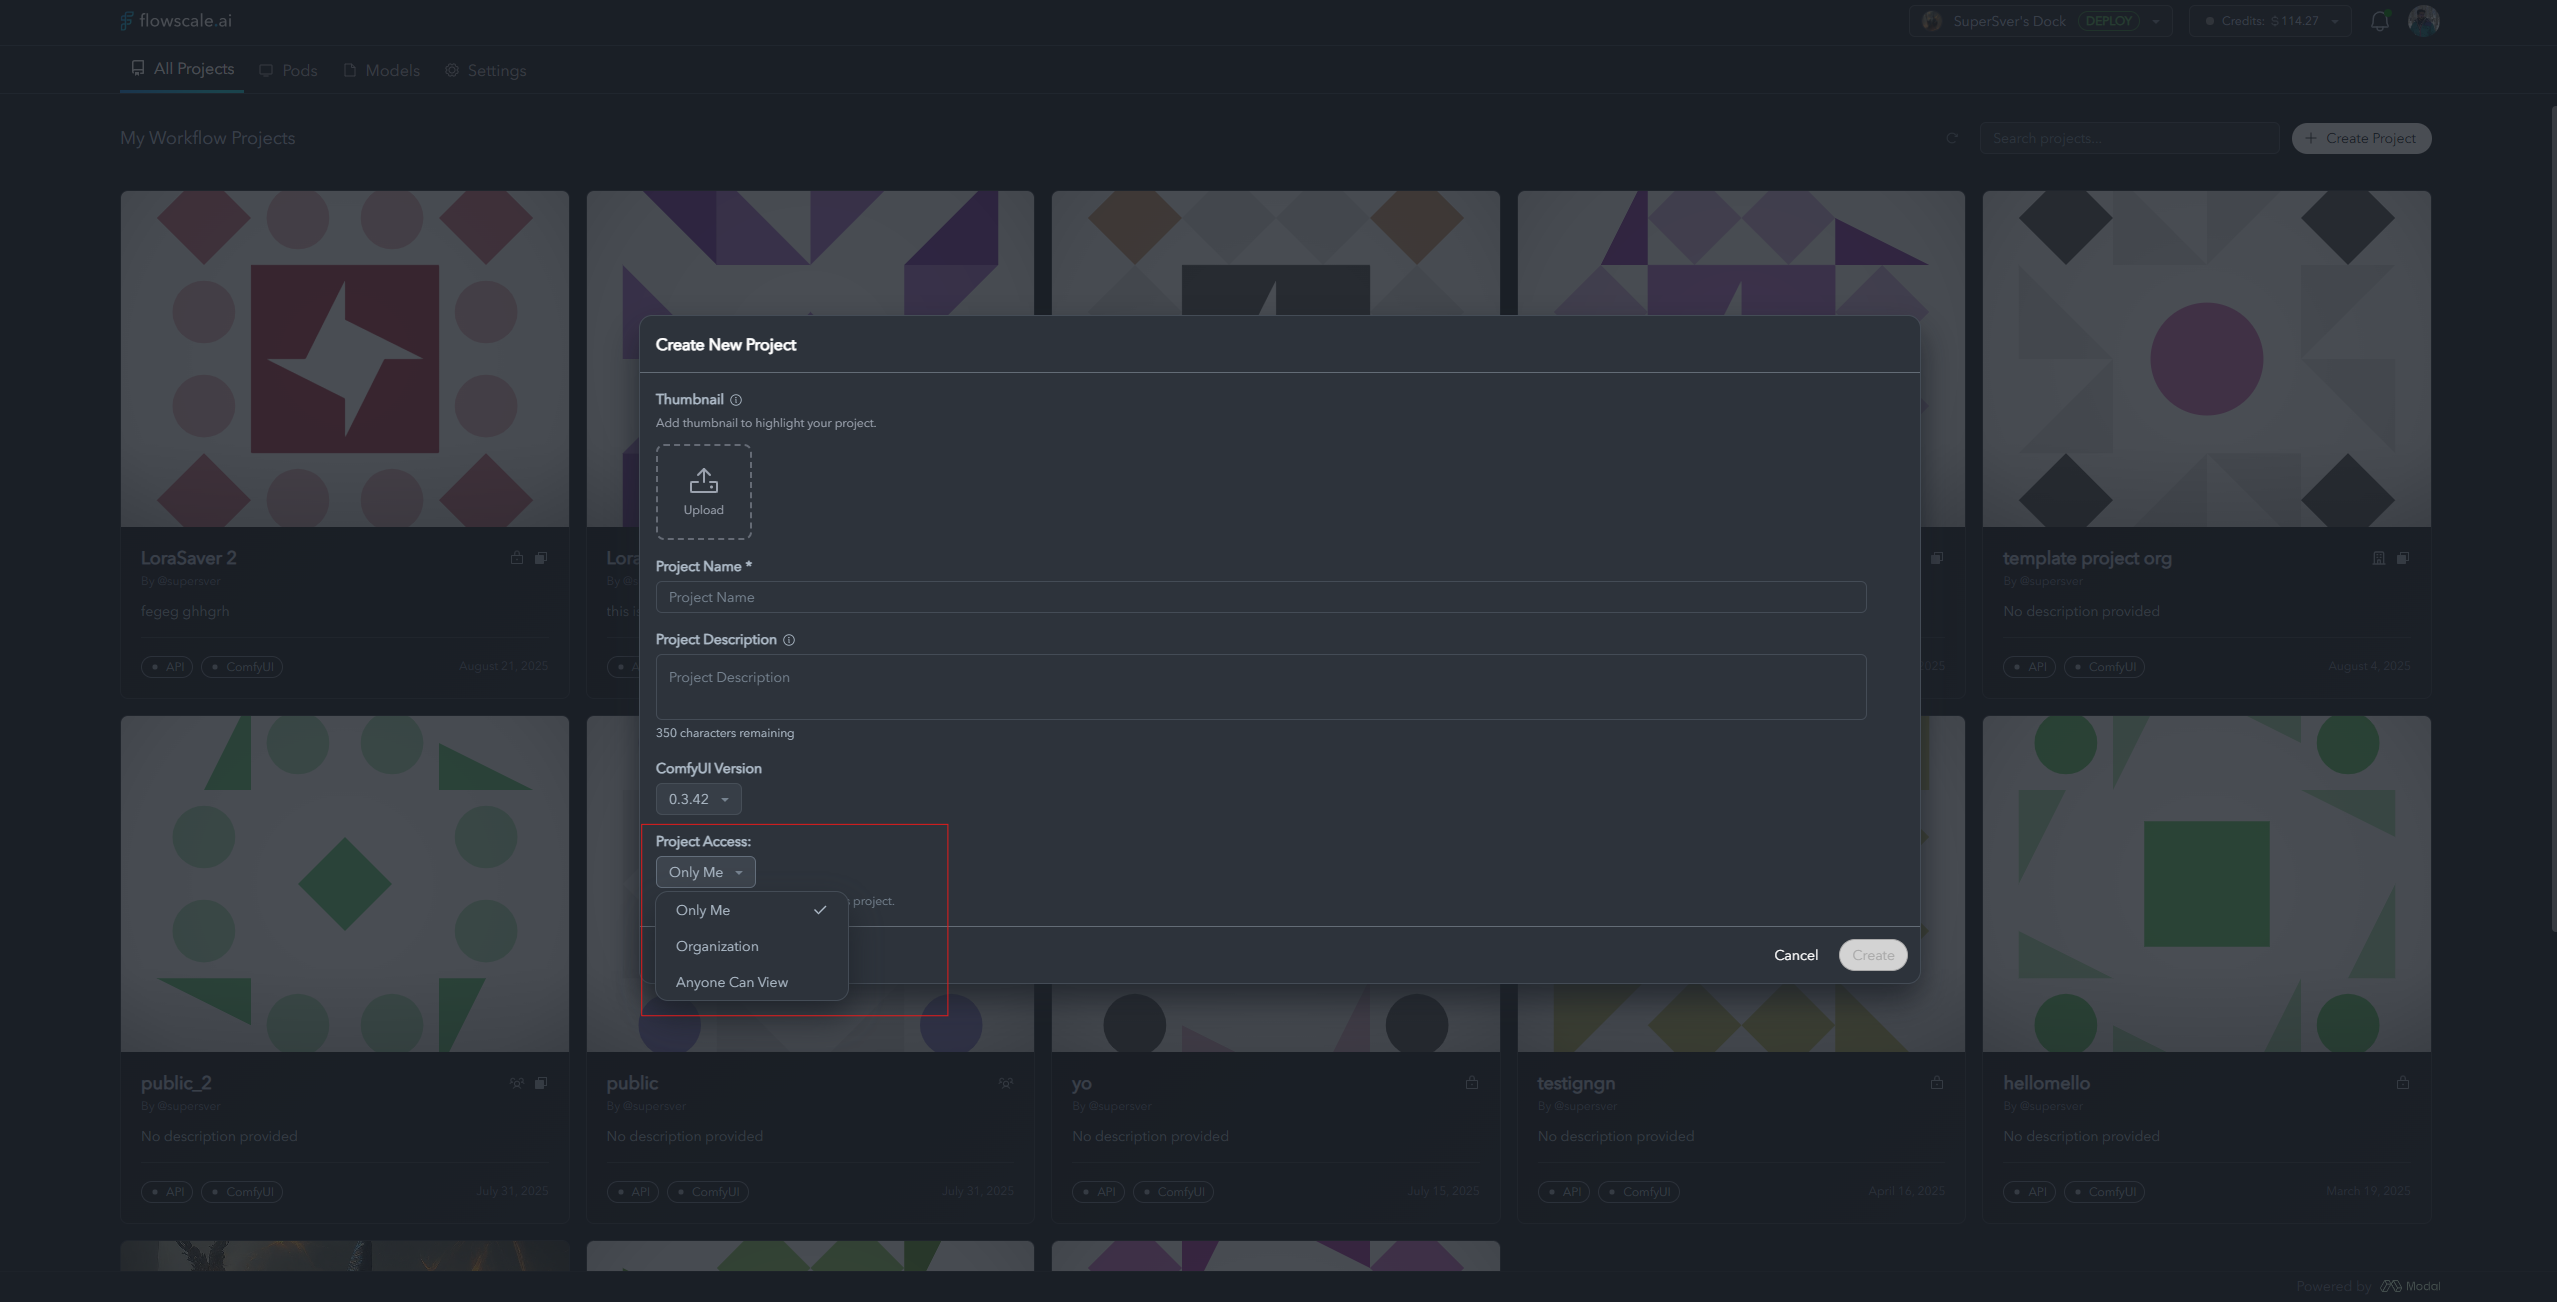 flowscale.ai
SuperSver's Dock DEPLOY
Credits: $ 114.27
All Projects
Pods
Models
Settings
My Workflow Projects
Search projects...
+ Create Project
Create New Project
Thumbnail
Add thumbnail to highlight your project.
Upload
Project Name *
Project Name
Project Description
Project Description
350 characters remaining
ComfyUI Version
0.3.42
Project Access:
Only Me
project.
Only Me
Organization
Anyone Can View
Cancel
Create
LoraSaver 2
By @supersver
fegeg ghhgrh
API
ComfyUI
August 21, 2025
Lora
By @s
this is
template project org
By @supersver
No description provided
API
ComfyUI
August 4, 2025
2025
public_2
By @supersver
No description provided
API
ComfyUI
July 31, 2025
public
By @supersver
No description provided
API
ComfyUI
July 31, 2025
yo
By @supersver
No description provided
API
ComfyUI
July 15, 2025
testigngn
By @supersver
No description provided
API
ComfyUI
April 16, 2025
hellomello
By @supersver
No description provided
API
ComfyUI
March 19, 2025
Powered by Modal